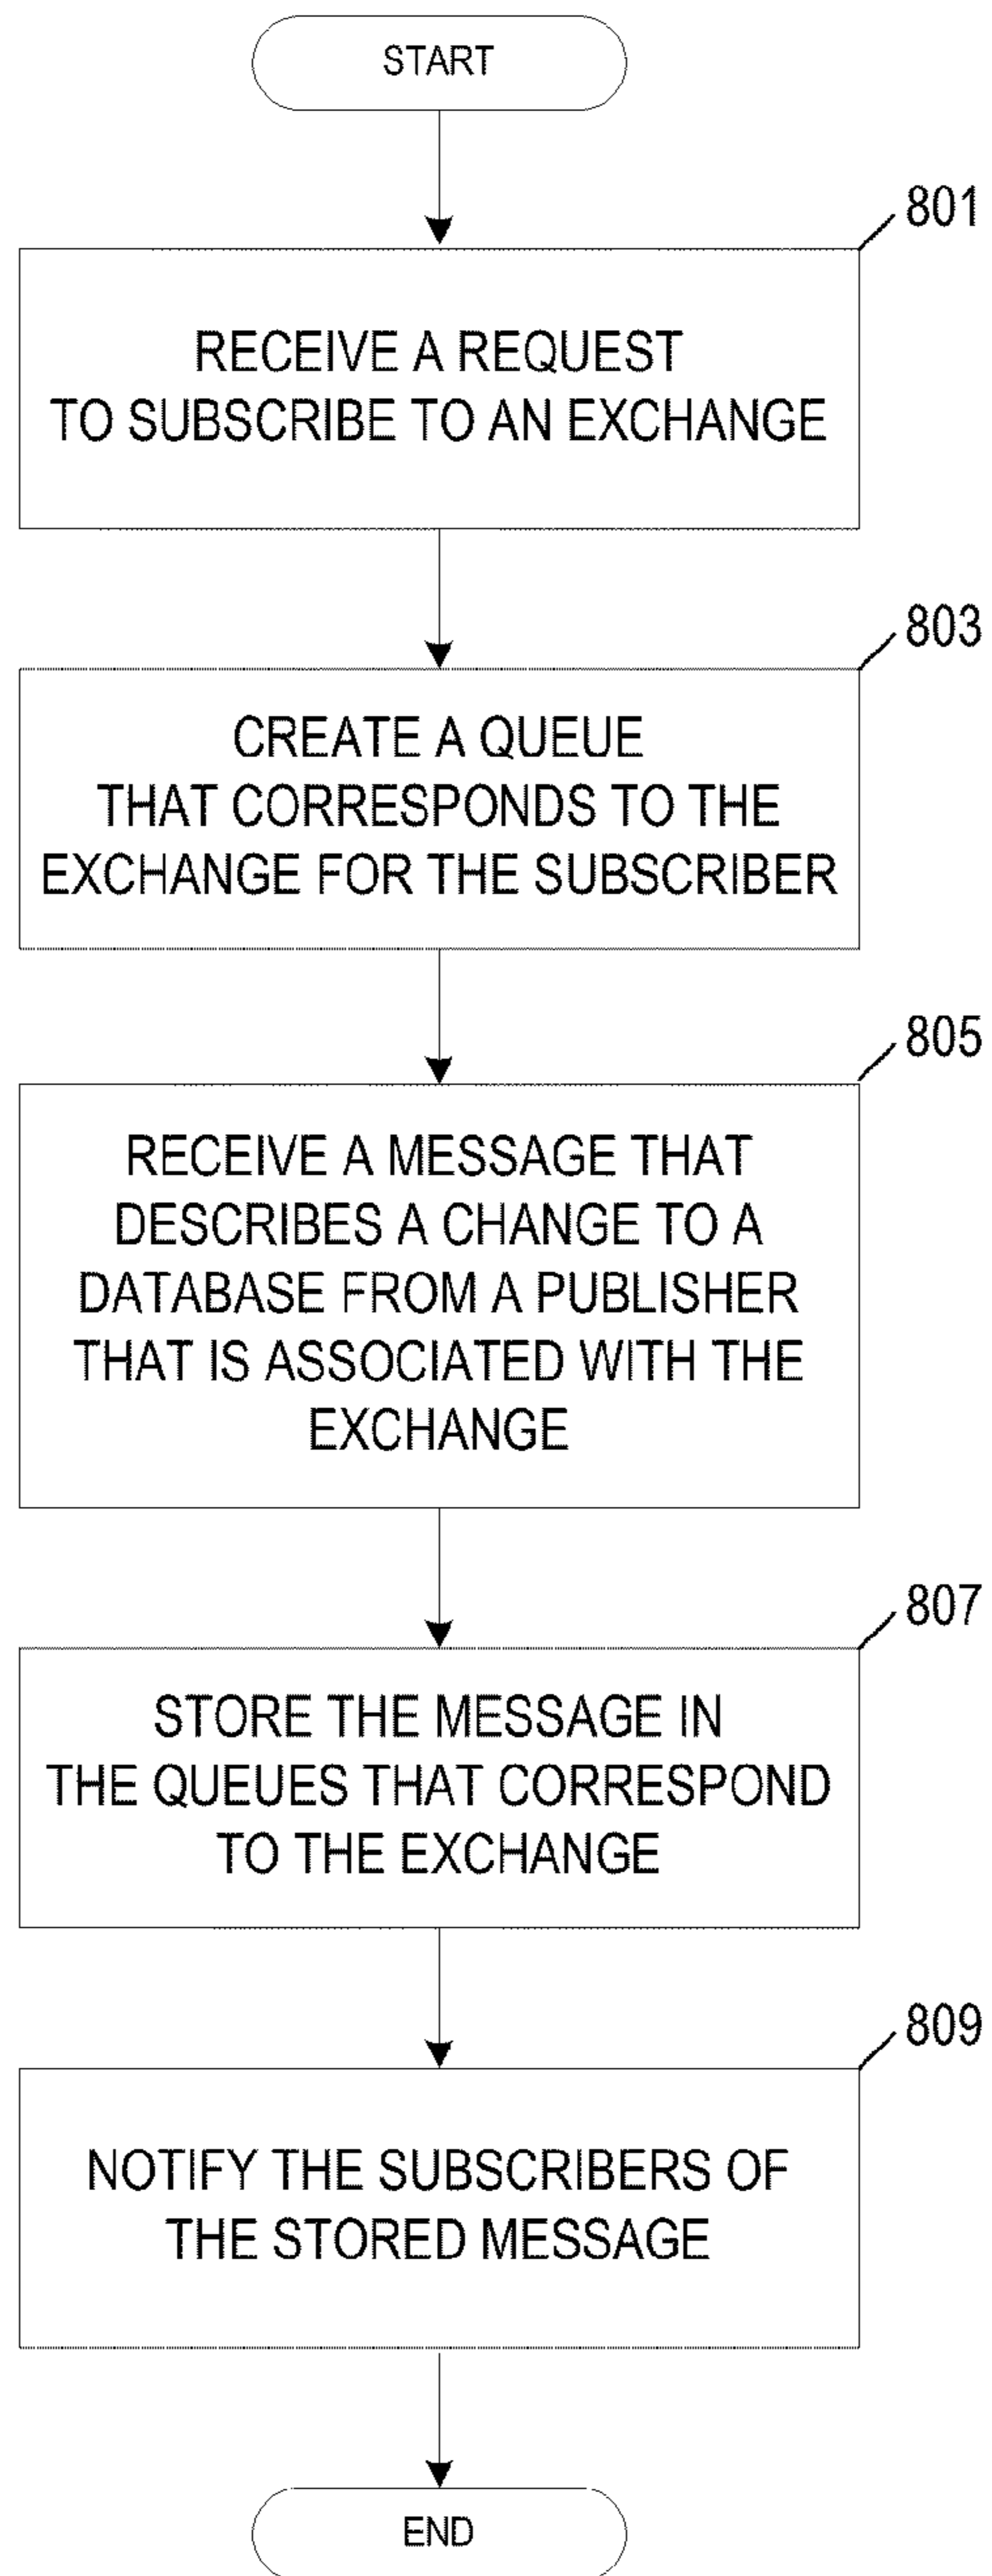 START
801
RECEIVE A REQUEST
TO SUBSCRIBE TO AN EXCHANGE
803
CREATE A QUEUE
THAT CORRESPONDS TO THE
EXCHANGE FOR THE SUBSCRIBER
805
RECEIVE A MESSAGE THAT
DESCRIBES A CHANGE TO A
DATABASE FROM A PUBLISHER
THAT IS ASSOCIATED WITH THE
EXCHANGE
807
STORE THE MESSAGE IN
THE QUEUES THAT CORRESPOND
TO THE EXCHANGE
809
NOTIFY THE SUBSCRIBERS OF
THE STORED MESSAGE
END